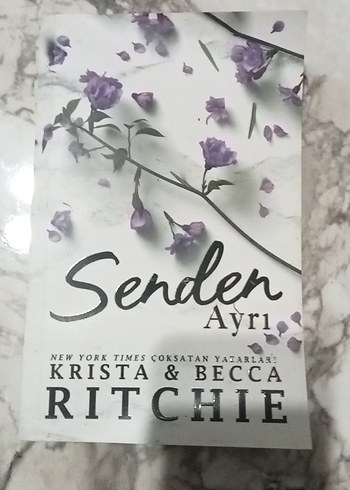 Senden
Ayrı
NEW YORK TIMES ÇOKSATAN YAZARLARI
KRISTA & BECCA
RITCHIE